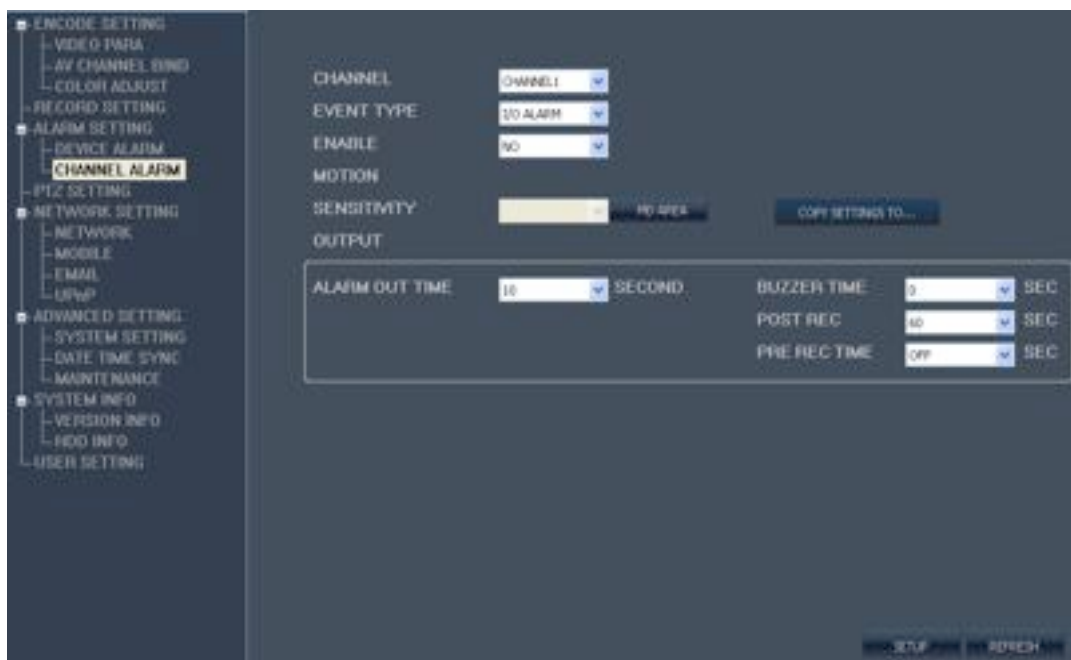 ENCODE SETTING
VIDEO PARA
AV CHANNEL BIND
COLOR ADJUST
RECORD SETTING
ALARM SETTING
DEVICE ALARM
CHANNEL ALARM
PTZ SETTING
NETWORK SETTING
NETWORK
MOBILE
EMAIL
UPnP
ADVANCED SETTING
SYSTEM SETTING
DATE TIME SYNC
MAINTENANCE
SYSTEM INFO
VERSION INFO
HDD INFO
USER SETTING
CHANNEL CHANNEL1
EVENT TYPE I/O ALARM
ENABLE NO
MOTION
SENSITIVITY MD AREA COPY SETTINGS TO...
OUTPUT
ALARM OUT TIME 10 SECOND BUZZER TIME 0 SEC
POST REC 60 SEC
PRE REC TIME OFF SEC
SETUP REFRESH